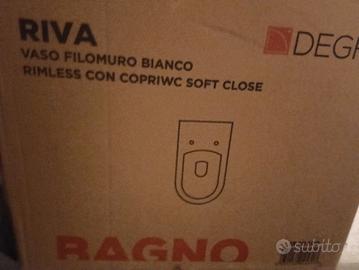 RIVA
VASO FILOMURO BIANCO
RIMLESS CON COPRIWC SOFT CLOSE
DEGR
BAGNO
subito